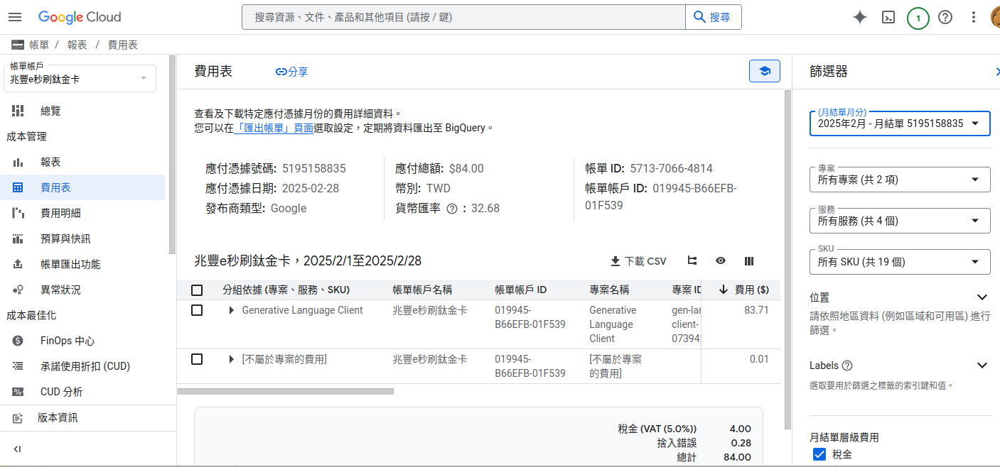 Google Cloud
搜尋資源、文件、產品和其他項目 (請按 / 鍵)
搜尋
1
帳單 / 報表 / 費用表
帳單帳戶
兆豐e秒刷鈦金卡
總覽
成本管理
報表
費用表
費用明細
預算與快訊
帳單匯出功能
異常狀況
成本最佳化
FinOps 中心
承諾使用折扣 (CUD)
CUD 分析
版本資訊
費用表
分享
查看及下載特定應付憑據月份的費用詳細資料。
您可以在「匯出帳單」頁面選取設定，定期將資料匯出至 BigQuery。
應付憑據號碼: 5195158835
應付憑據日期: 2025-02-28
發布商類型: Google
應付總額: $84.00
幣別: TWD
貨幣匯率 : 32.68
帳單 ID: 5713-7066-4814
帳單帳戶 ID: 019945-B66EFB-
01F539
兆豐e秒刷鈦金卡，2025/2/1至2025/2/28
下載 CSV
分組依據 (專案、服務、SKU) 帳單帳戶名稱 帳單帳戶 ID 專案名稱 專案 ID 費用 ($)
Generative Language Client 兆豐e秒刷鈦金卡 019945- Generative gen-lan 83.71
B66EFB-01F539 Language client-
Client 07394
[不屬於專案的費用] 兆豐e秒刷鈦金卡 019945- [不屬於專案 0.01
B66EFB-01F539 的費用]
稅金 (VAT (5.0%)) 4.00
捨入錯誤 0.28
總計 84.00
篩選器
(月結單月分)
2025年2月 - 月結單 5195158835
專案
所有專案 (共 2 項)
服務
所有服務 (共 4 個)
SKU
所有 SKU (共 19 個)
位置
請依照地區資料 (例如區域和可用區) 進行
篩選。
Labels
選取要用於篩選之標籤的索引鍵和值。
月結單層級費用
稅金